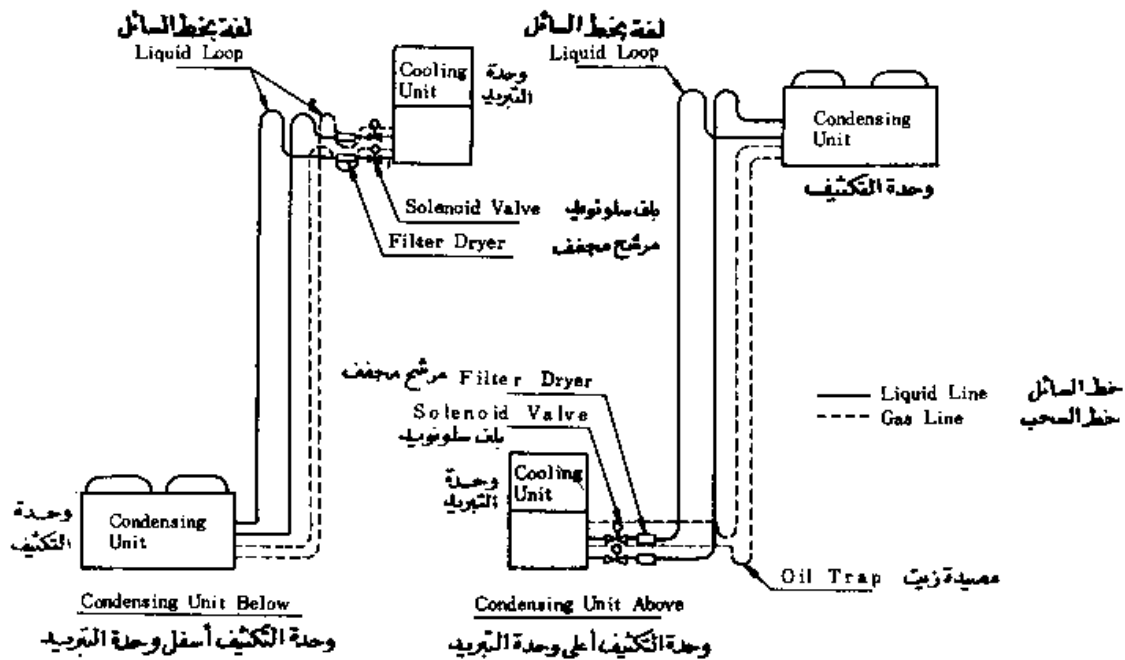 لفة بخط السائل
Liquid Loop
Cooling
Unit
وحدة
التبريد
Solenoid Valve بلف سلونويد
Filter Dryer مرشح مجفف
وحدة
التكثيف
Condensing
Unit
Condensing Unit Below
وحدة التكثيف أسفل وحدة التبريد
لفة بخط السائل
Liquid Loop
Condensing
Unit
وحدة التكثيف
مرشح مجفف Filter Dryer
Solenoid Valve
بلف سلونويد
Cooling
Unit
وحدة
التبريد
Oil Trap مصيدة زيت
Condensing Unit Above
وحدة التكثيف أعلى وحدة التبريد
Liquid Line خط السائل
Gas Line خط السحب